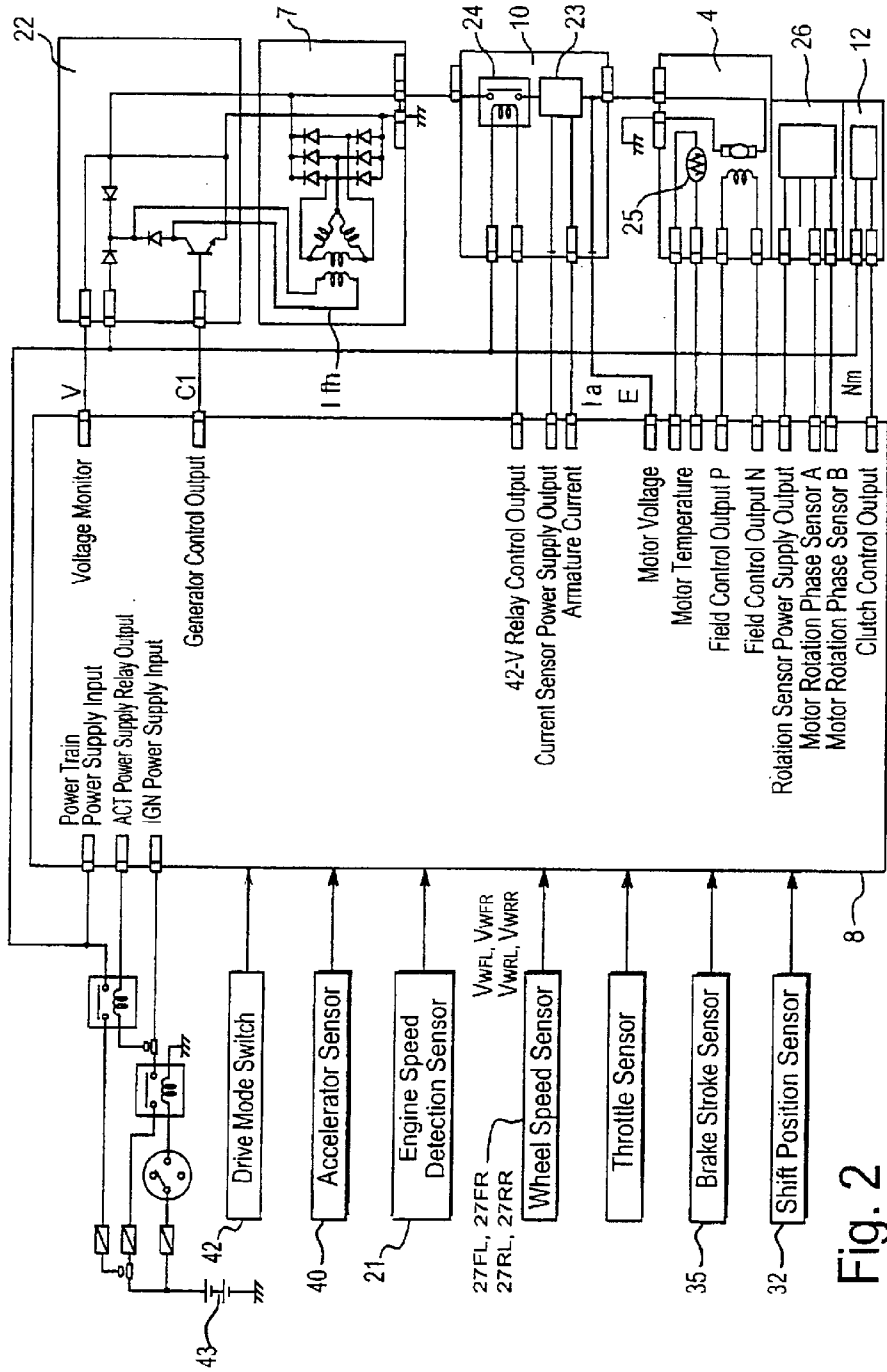 22
7
24
10
23
4
26
12
25
V
C1
I fh
I a
E
Nm
Voltage Monitor
Generator Control Output
42-V Relay Control Output
Current Sensor Power Supply Output
Armature Current
Motor Voltage
Motor Temperature
Field Control Output P
Field Control Output N
Rotation Sensor Power Supply Output
Motor Rotation Phase Sensor A
Motor Rotation Phase Sensor B
Clutch Control Output
Power Train
Power Supply Input
ACT Power Supply Relay Output
IGN Power Supply Input
8
43
42
Drive Mode Switch
40
Accelerator Sensor
21
Engine Speed
Detection Sensor
27FL, 27FR
27RL, 27RR
VWFL, VWFR
VWRL, VWRR
Wheel Speed Sensor
Throttle Sensor
35
Brake Stroke Sensor
32
Shift Position Sensor
Fig. 2